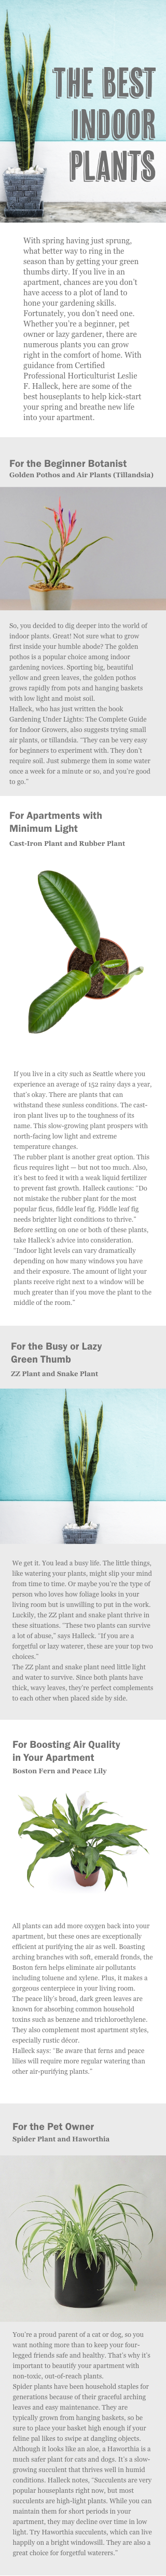 THE BEST
INDOOR
PLANTS
With spring having just sprung,
what better way to ring in the
season than by getting your green
thumbs dirty. If you live in an
apartment, chances are you don't
have access to a plot of land to
hone your gardening skills.
Fortunately, you don't need one.
Whether you're a beginner, pet
owner or lazy gardener, there are
numerous plants you can grow
right in the comfort of home. With
guidance from Certified
Professional Horticulturist Leslie
F. Halleck, here are some of the
best houseplants to help kick-start
your spring and breathe new life
into your apartment.
For the Beginner Botanist
Golden Pothos and Air Plants (Tillandsia)
So, you decided to dig deeper into the world of
indoor plants. Great! Not sure what to grow
first inside your humble abode? The golden
pothos is a popular choice among indoor
gardening novices. Sporting big, beautiful
yellow and green leaves, the golden pothos
grows rapidly from pots and hanging baskets
with low light and moist soil.
Halleck, who has just written the book
Gardening Under Lights: The Complete Guide
for Indoor Growers, also suggests trying small
air plants, or tillandsia. "They can be very easy
for beginners to experiment with. They don't
require soil. Just submerge them in some water
once a week for a minute or so, and you're good
to go."
For Apartments with
Minimum Light
Cast-Iron Plant and Rubber Plant
If you live in a city such as Seattle where you
experience an average of 152 rainy days a year,
that's okay. There are plants that can
withstand these sunless conditions. The cast-
iron plant lives up to the toughness of its
name. This slow-growing plant prospers with
north-facing low light and extreme
temperature changes.
The rubber plant is another great option. This
ficus requires light — but not too much. Also,
it's best to feed it with a weak liquid fertilizer
to prevent fast growth. Halleck cautions: "Do
not mistake the rubber plant for the most
popular ficus, fiddle leaf fig. Fiddle leaf fig
needs brighter light conditions to thrive."
Before settling on one or both of these plants,
take Halleck's advice into consideration.
"Indoor light levels can vary dramatically
depending on how many windows you have
and their exposure. The amount of light your
plants receive right next to a window will be
much greater than if you move the plant to the
middle of the room."
For the Busy or Lazy
Green Thumb
ZZ Plant and Snake Plant
We get it. You lead a busy life. The little things,
like watering your plants, might slip your mind
from time to time. Or maybe you're the type of
person who loves how foliage looks in your
living room but is unwilling to put in the work.
Luckily, the ZZ plant and snake plant thrive in
these situations. "These two plants can survive
a lot of abuse," says Halleck. "If you are a
forgetful or lazy waterer, these are your top two
choices."
The ZZ plant and snake plant need little light
and water to survive. Since both plants have
thick, wavy leaves, they're perfect complements
to each other when placed side by side.
For Boosting Air Quality
in Your Apartment
Boston Fern and Peace Lily
All plants can add more oxygen back into your
apartment, but these ones are exceptionally
efficient at purifying the air as well. Boasting
arching branches with soft, emerald fronds, the
Boston fern helps eliminate air pollutants
including toluene and xylene. Plus, it makes a
gorgeous centerpiece in your living room.
The peace lily's broad, dark green leaves are
known for absorbing common household
toxins such as benzene and trichloroethylene.
They also complement most apartment styles,
especially rustic décor.
Halleck says: "Be aware that ferns and peace
lilies will require more regular watering than
other air-purifying plants."
For the Pet Owner
Spider Plant and Haworthia
You're a proud parent of a cat or dog, so you
want nothing more than to keep your four-
legged friends safe and healthy. That's why it's
important to beautify your apartment with
non-toxic, out-of-reach plants.
Spider plants have been household staples for
generations because of their graceful arching
leaves and easy maintenance. They are
typically grown from hanging baskets, so be
sure to place your basket high enough if your
feline pal likes to swipe at dangling objects.
Although it looks like an aloe, a Haworthia is a
much safer plant for cats and dogs. It's a slow-
growing succulent that thrives well in humid
conditions. Halleck notes, "Succulents are very
popular houseplants right now, but most
succulents are high-light plants. While you can
maintain them for short periods in your
apartment, they may decline over time in low
light. Try Haworthia succulents, which can live
happily on a bright windowsill. They are also a
great choice for forgetful waterers."